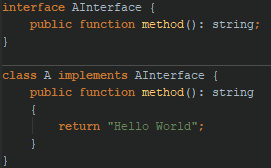 interface AInterface {
    public function method(): string;
}
class A implements AInterface {
    public function method(): string
    {
        return "Hello World";
    }
}